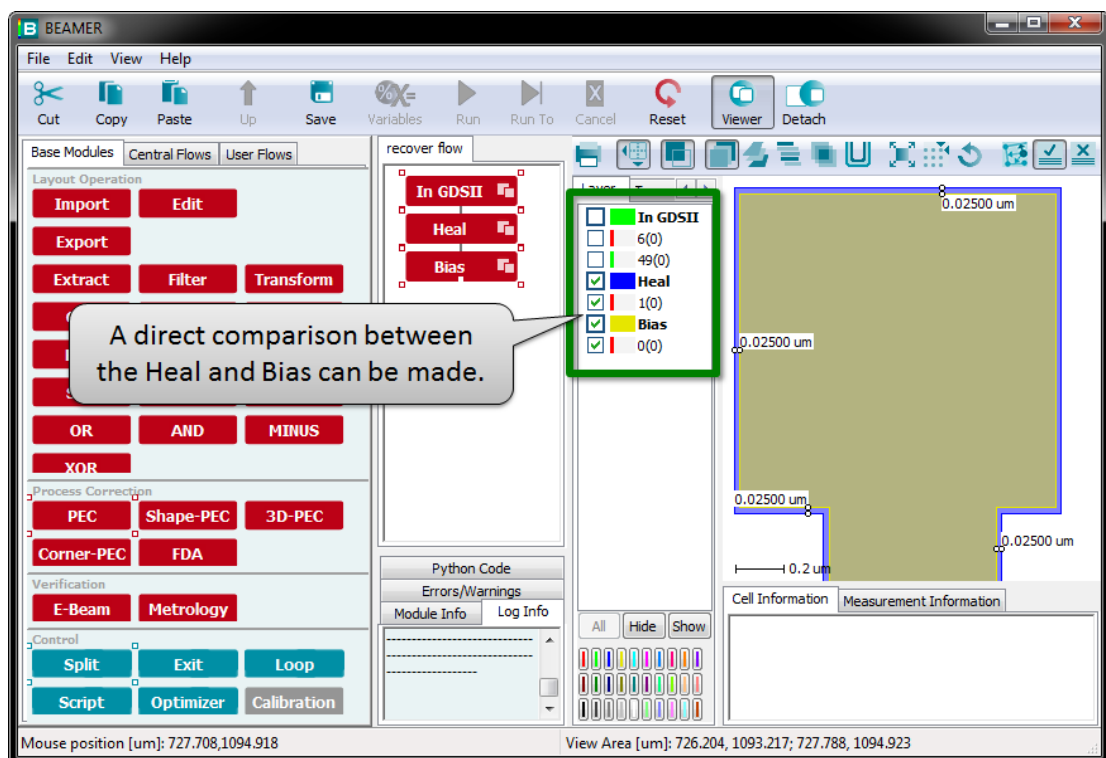 BEAMER
File Edit View Help
Cut Copy Paste Up Save Variables Run Run To Cancel Reset Viewer Detach
Base Modules Central Flows User Flows
Layout Operation
Import Edit
Export
Extract Filter Transform
OR AND MINUS
XOR
Process Correction
PEC Shape-PEC 3D-PEC
Corner-PEC FDA
Verification
E-Beam Metrology
Control
Split Exit Loop
Script Optimizer Calibration
recover flow
In GDSII
Heal
Bias
A direct comparison between
the Heal and Bias can be made.
Python Code
Errors/Warnings
Module Info Log Info
Layer
In GDSII
6(0)
49(0)
Heal
1(0)
Bias
0(0)
All Hide Show
0.02500 um
0.02500 um
0.02500 um
0.02500 um
0.2 um
Cell Information Measurement Information
Mouse position [um]: 727.708,1094.918
View Area [um]: 726.204, 1093.217; 727.788, 1094.923